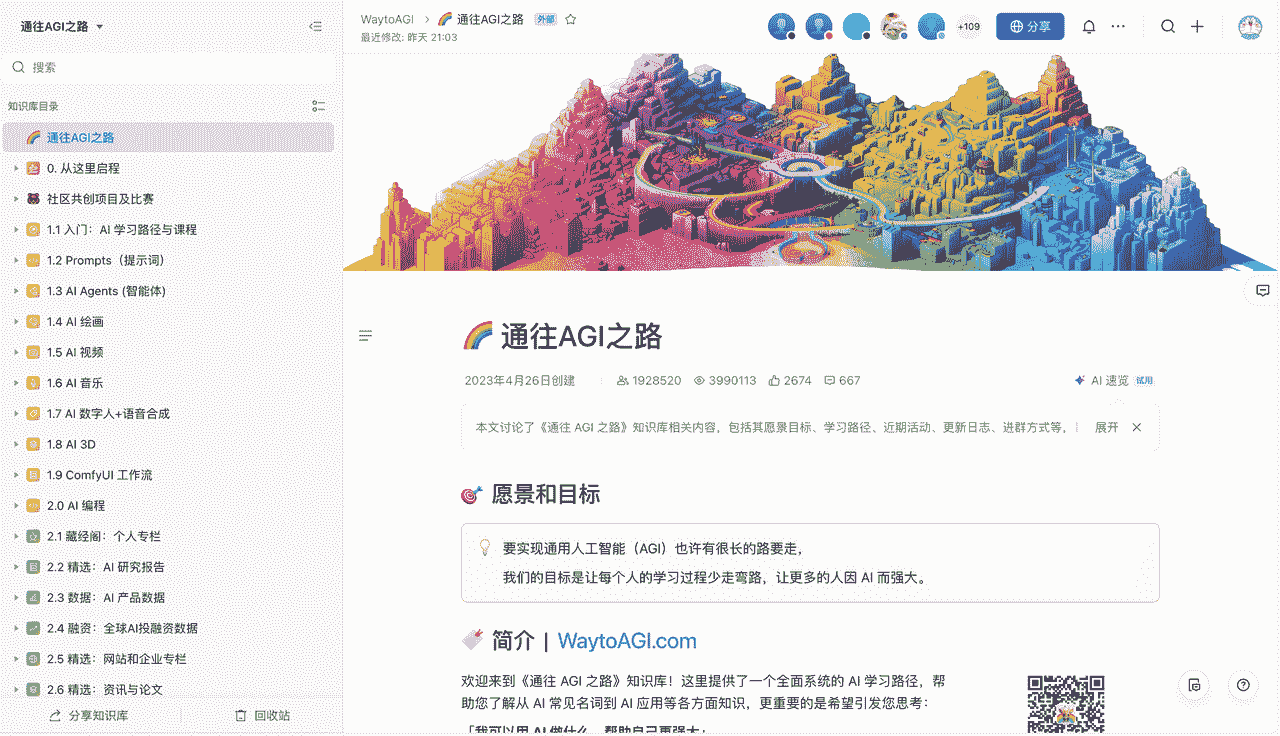 通往AGI之路
搜索
知识库目录
通往AGI之路
0. 从这里启程
社区共创项目及比赛
1.1 入门：AI 学习路径与课程
1.2 Prompts（提示词）
1.3 AI Agents (智能体)
1.4 AI 绘画
1.5 AI 视频
1.6 AI 音乐
1.7 AI 数字人+语音合成
1.8 AI 3D
1.9 ComfyUI 工作流
2.0 AI 编程
2.1 藏经阁：个人专栏
2.2 精选：AI 研究报告
2.3 数据：AI 产品数据
2.4 融资：全球AI投融资数据
2.5 精选：网站和企业专栏
2.6 精选：资讯与论文
分享知识库
回收站
WaytoAGI
通往AGI之路
外部
最近修改: 昨天 21:03
+109
分享
通往AGI之路
2023年4月26日创建
1928520
3990113
2674
667
AI 速览 试用
本文讨论了《通往 AGI 之路》知识库相关内容，包括其愿景目标、学习路径、近期活动、更新日志、进群方式等，
展开
愿景和目标
要实现通用人工智能（AGI）也许有很长的路要走，
我们的目标是让每个人的学习过程少走弯路，让更多的人因 AI 而强大。
简介 | WaytoAGI.com
欢迎来到《通往 AGI 之路》知识库！这里提供了一个全面系统的 AI 学习路径，帮
助您了解从 AI 常见名词到 AI 应用等各方面知识，更重要的是希望引发您思考：
「我可以用 AI 做什么，帮助自己更强大」